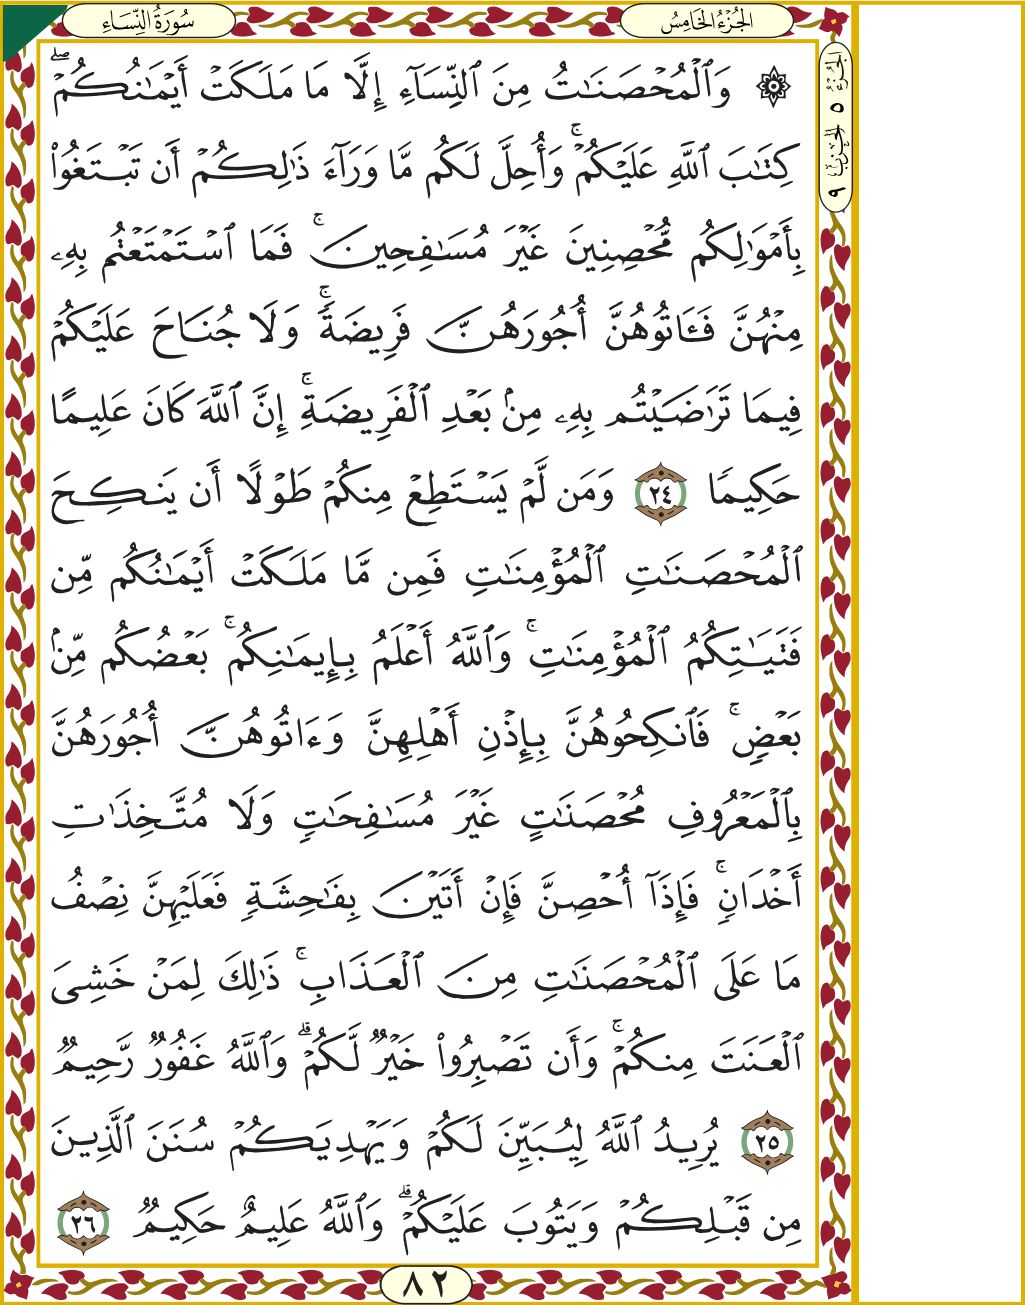 سُورَةُ النِّسَاءِ
الجُزْءُ الخَامِسُ
الجُزْءُ ٥ الحِزْبُ ٩
۞ وَٱلْمُحْصَنَٰتُ مِنَ ٱلنِّسَآءِ إِلَّا مَا مَلَكَتْ أَيْمَٰنُكُمْۖ
كِتَٰبَ ٱللَّهِ عَلَيْكُمْۚ وَأُحِلَّ لَكُم مَّا وَرَآءَ ذَٰلِكُمْ أَن تَبْتَغُوا۟
بِأَمْوَٰلِكُم مُّحْصِنِينَ غَيْرَ مُسَٰفِحِينَۚ فَمَا ٱسْتَمْتَعْتُم بِهِۦ
مِنْهُنَّ فَـَٔاتُوهُنَّ أُجُورَهُنَّ فَرِيضَةًۚ وَلَا جُنَاحَ عَلَيْكُمْ
فِيمَا تَرَٰضَيْتُم بِهِۦ مِنۢ بَعْدِ ٱلْفَرِيضَةِۚ إِنَّ ٱللَّهَ كَانَ عَلِيمًا
حَكِيمًا ٢٤ وَمَن لَّمْ يَسْتَطِعْ مِنكُمْ طَوْلًا أَن يَنكِحَ
ٱلْمُحْصَنَٰتِ ٱلْمُؤْمِنَٰتِ فَمِن مَّا مَلَكَتْ أَيْمَٰنُكُم مِّن
فَتَيَٰتِكُمُ ٱلْمُؤْمِنَٰتِۚ وَٱللَّهُ أَعْلَمُ بِإِيمَٰنِكُمۚ بَعْضُكُم مِّنۢ
بَعْضٍۚ فَٱنكِحُوهُنَّ بِإِذْنِ أَهْلِهِنَّ وَءَاتُوهُنَّ أُجُورَهُنَّ
بِٱلْمَعْرُوفِ مُحْصَنَٰتٍ غَيْرَ مُسَٰفِحَٰتٍ وَلَا مُتَّخِذَٰتِ
أَخْدَانٍۚ فَإِذَآ أُحْصِنَّ فَإِنْ أَتَيْنَ بِفَٰحِشَةٍ فَعَلَيْهِنَّ نِصْفُ
مَا عَلَى ٱلْمُحْصَنَٰتِ مِنَ ٱلْعَذَابِۚ ذَٰلِكَ لِمَنْ خَشِىَ
ٱلْعَنَتَ مِنكُمْۚ وَأَن تَصْبِرُوا۟ خَيْرٌ لَّكُمْۗ وَٱللَّهُ غَفُورٌ رَّحِيمٌ
٢٥ يُرِيدُ ٱللَّهُ لِيُبَيِّنَ لَكُمْ وَيَهْدِيَكُمْ سُنَنَ ٱلَّذِينَ
مِن قَبْلِكُمْ وَيَتُوبَ عَلَيْكُمْۗ وَٱللَّهُ عَلِيمٌ حَكِيمٌ ٢٦
٨٢